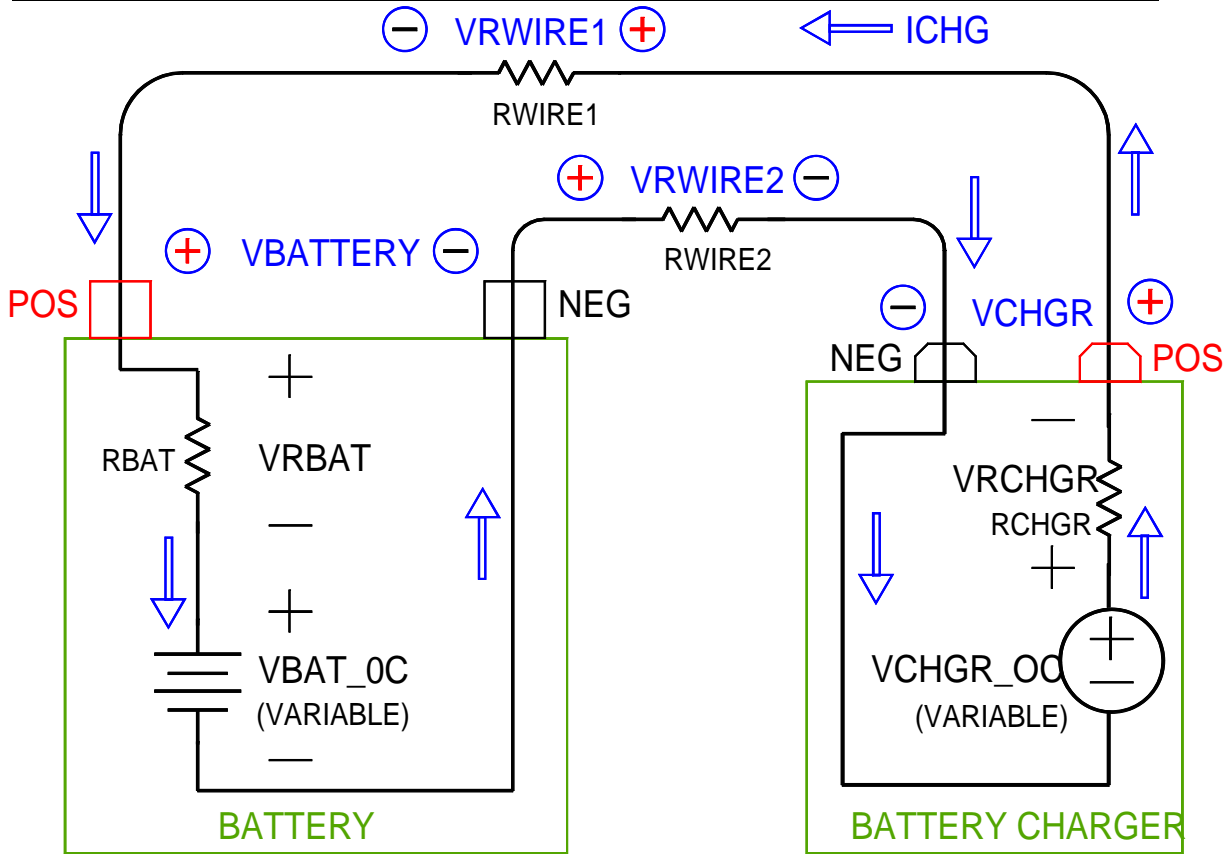 VRWIRE1 ICHG
RWIRE1
VRWIRE2
RWIRE2
VBATTERY
POS NEG
VCHGR
NEG POS
RBAT VRBAT
VRCHGR
RCHGR
VBAT_0C
(VARIABLE)
VCHGR_OC
(VARIABLE)
BATTERY
BATTERY CHARGER